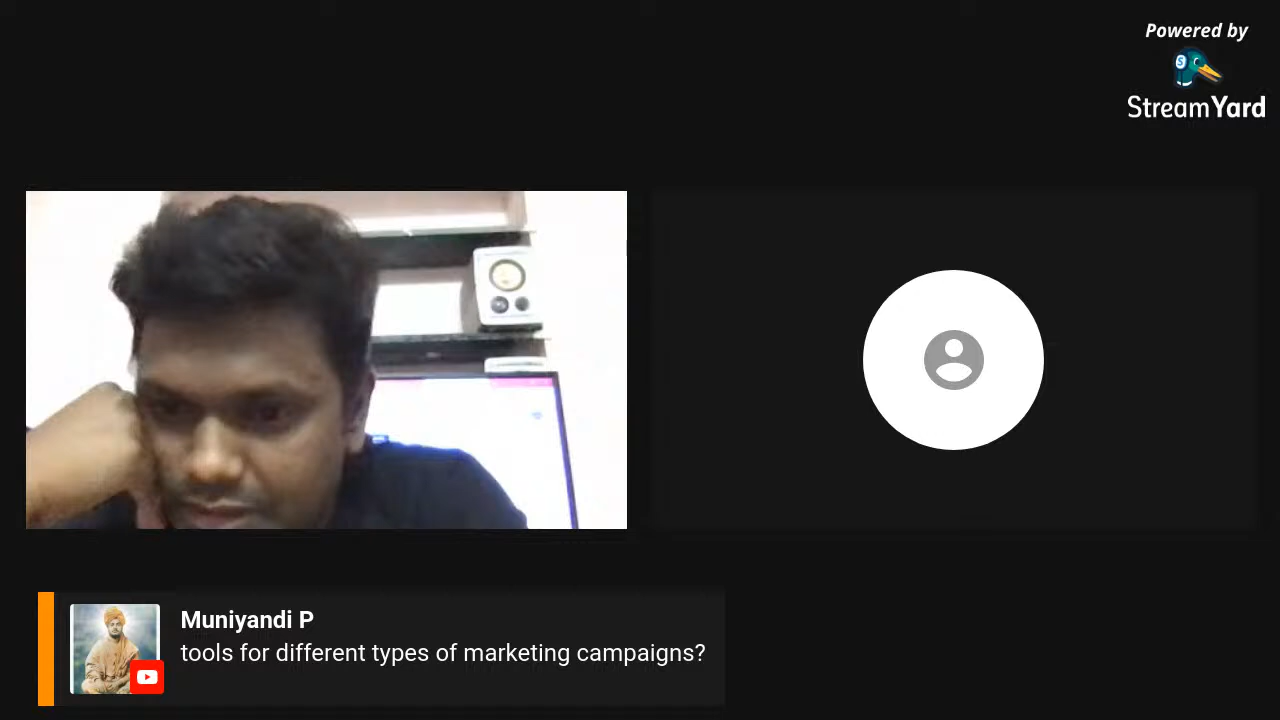 Powered by
StreamYard
Muniyandi P
tools for different types of marketing campaigns?